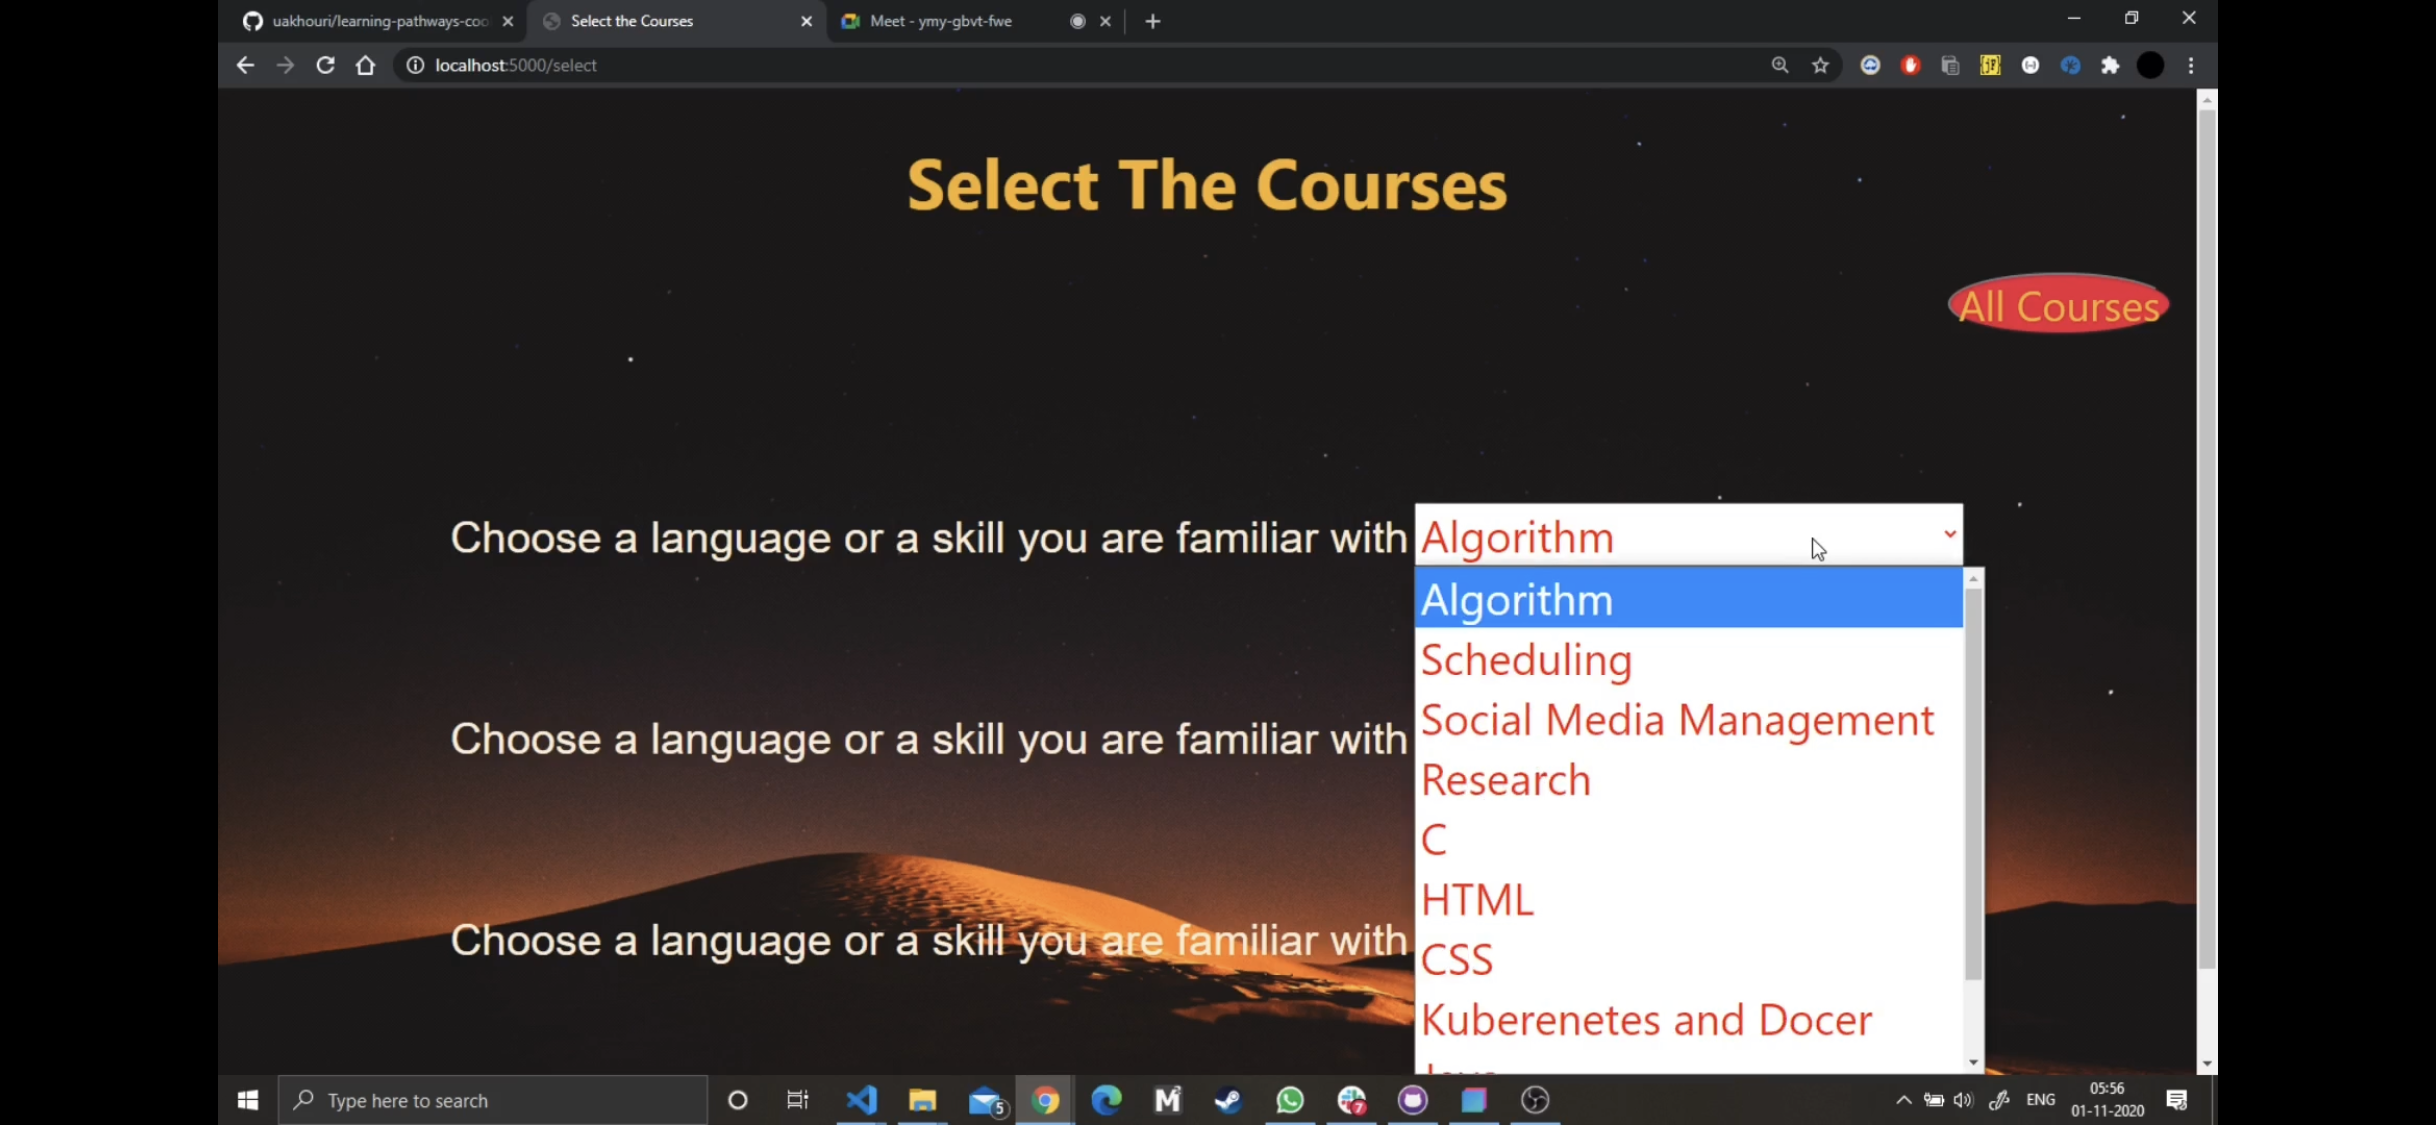 uakhouri/learning-pathways-coo
Select the Courses
Meet - ymy-gbvt-fwe
localhost:5000/select
Select The Courses
All Courses
Choose a language or a skill you are familiar with Algorithm
Algorithm
Scheduling
Social Media Management
Choose a language or a skill you are familiar with
Research
C
HTML
Choose a language or a skill you are familiar with
CSS
Kuberenetes and Docer
Java
Type here to search
5
7
ENG
05:56
01-11-2020